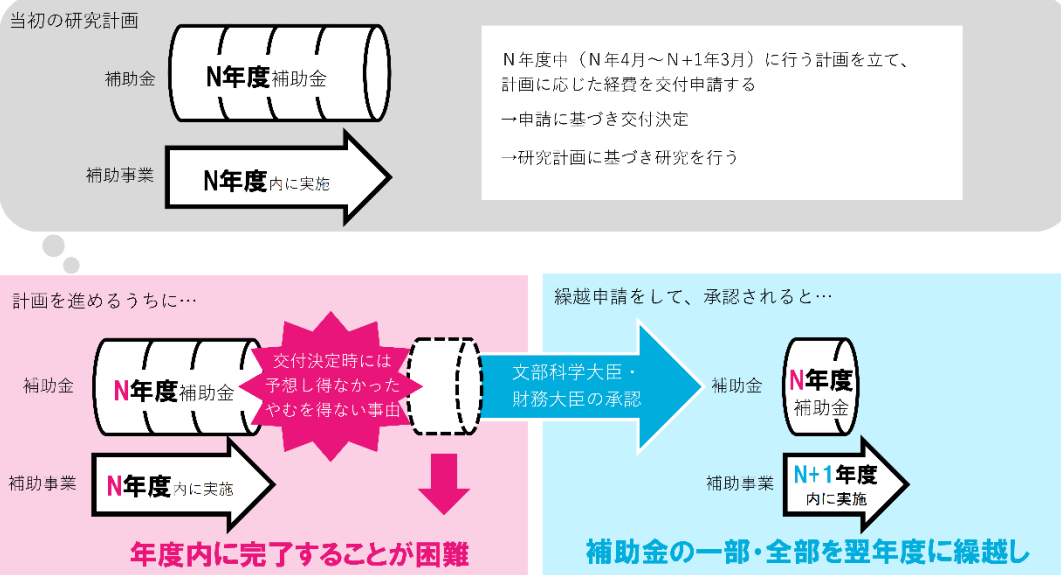 当初の研究計画
補助金
N年度補助金
補助事業
N年度内に実施
N年度中（N年4月～N+1年3月）に行う計画を立て、
計画に応じた経費を交付申請する
→申請に基づき交付決定
→研究計画に基づき研究を行う
計画を進めるうちに…
補助金
N年度補助金
交付決定時には
予想し得なかった
やむを得ない事由
補助事業
N年度内に実施
年度内に完了することが困難
繰越申請をして、承認されると…
文部科学大臣・
財務大臣の承認
補助金
N年度
補助金
補助事業
N+1年度
内に実施
補助金の一部・全部を翌年度に繰越し